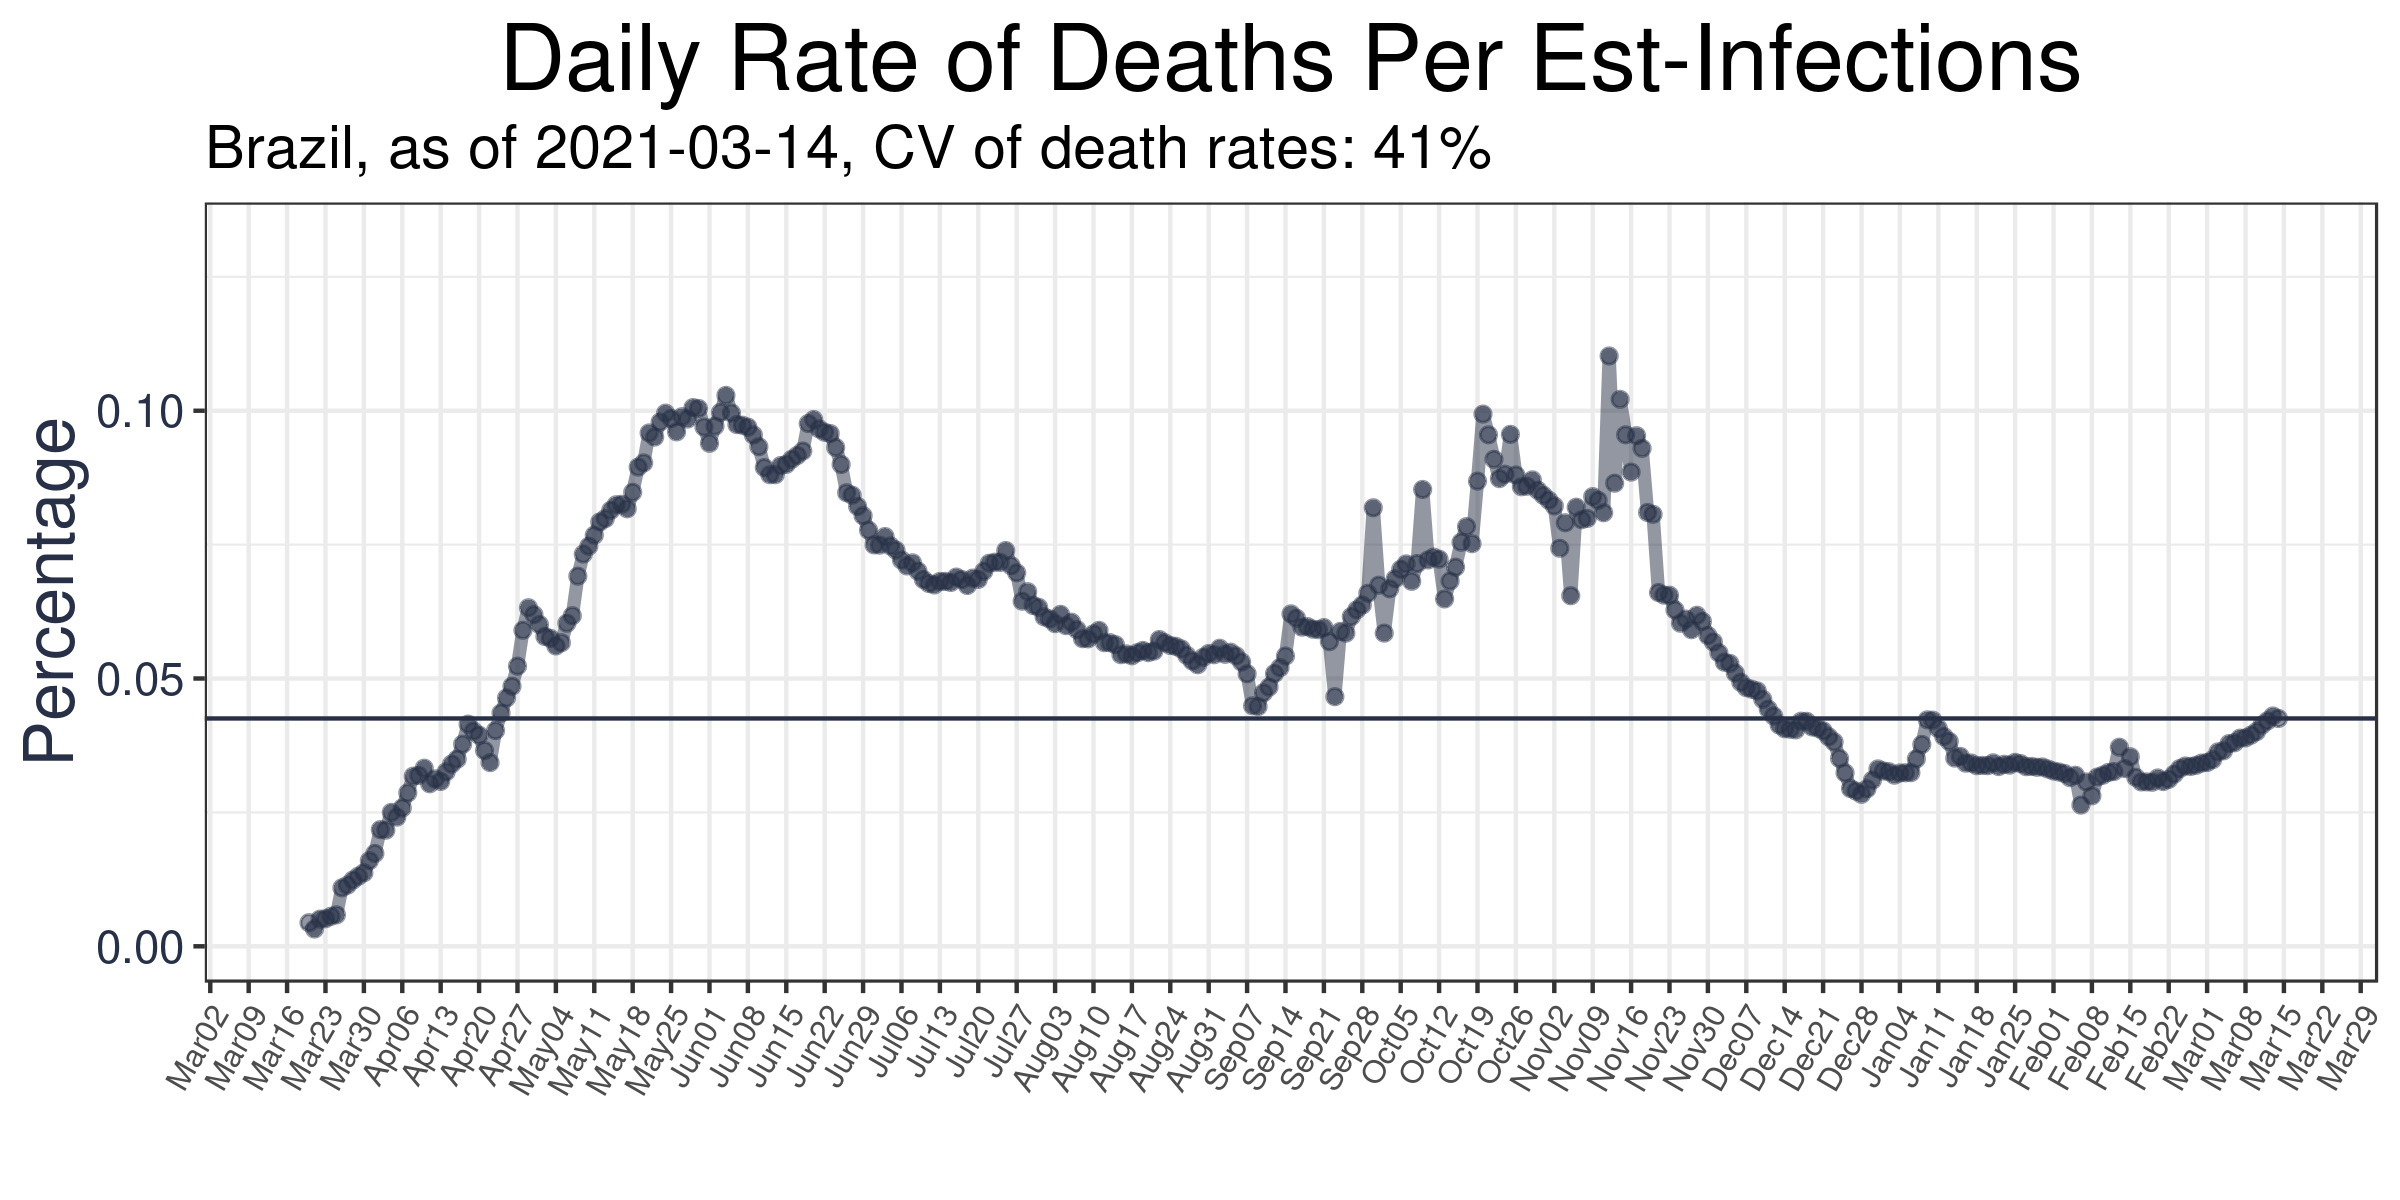 Daily Rate of Deaths Per Est-Infections
Brazil, as of 2021-03-14, CV of death rates: 41%
Percentage
0.10
0.05
0.00
Mar02 Mar09 Mar16 Mar23 Mar30 Apr06 Apr13 Apr20 Apr27 May04 May11 May18 May25 Jun01 Jun08 Jun15 Jun22 Jun29 Jul06 Jul13 Jul20 Jul27 Aug03 Aug10 Aug17 Aug24 Aug31 Sep07 Sep14 Sep21 Sep28 Oct05 Oct12 Oct19 Oct26 Nov02 Nov09 Nov16 Nov23 Nov30 Dec07 Dec14 Dec21 Dec28 Jan04 Jan11 Jan18 Jan25 Feb01 Feb08 Feb15 Feb22 Mar01 Mar08 Mar15 Mar22 Mar29